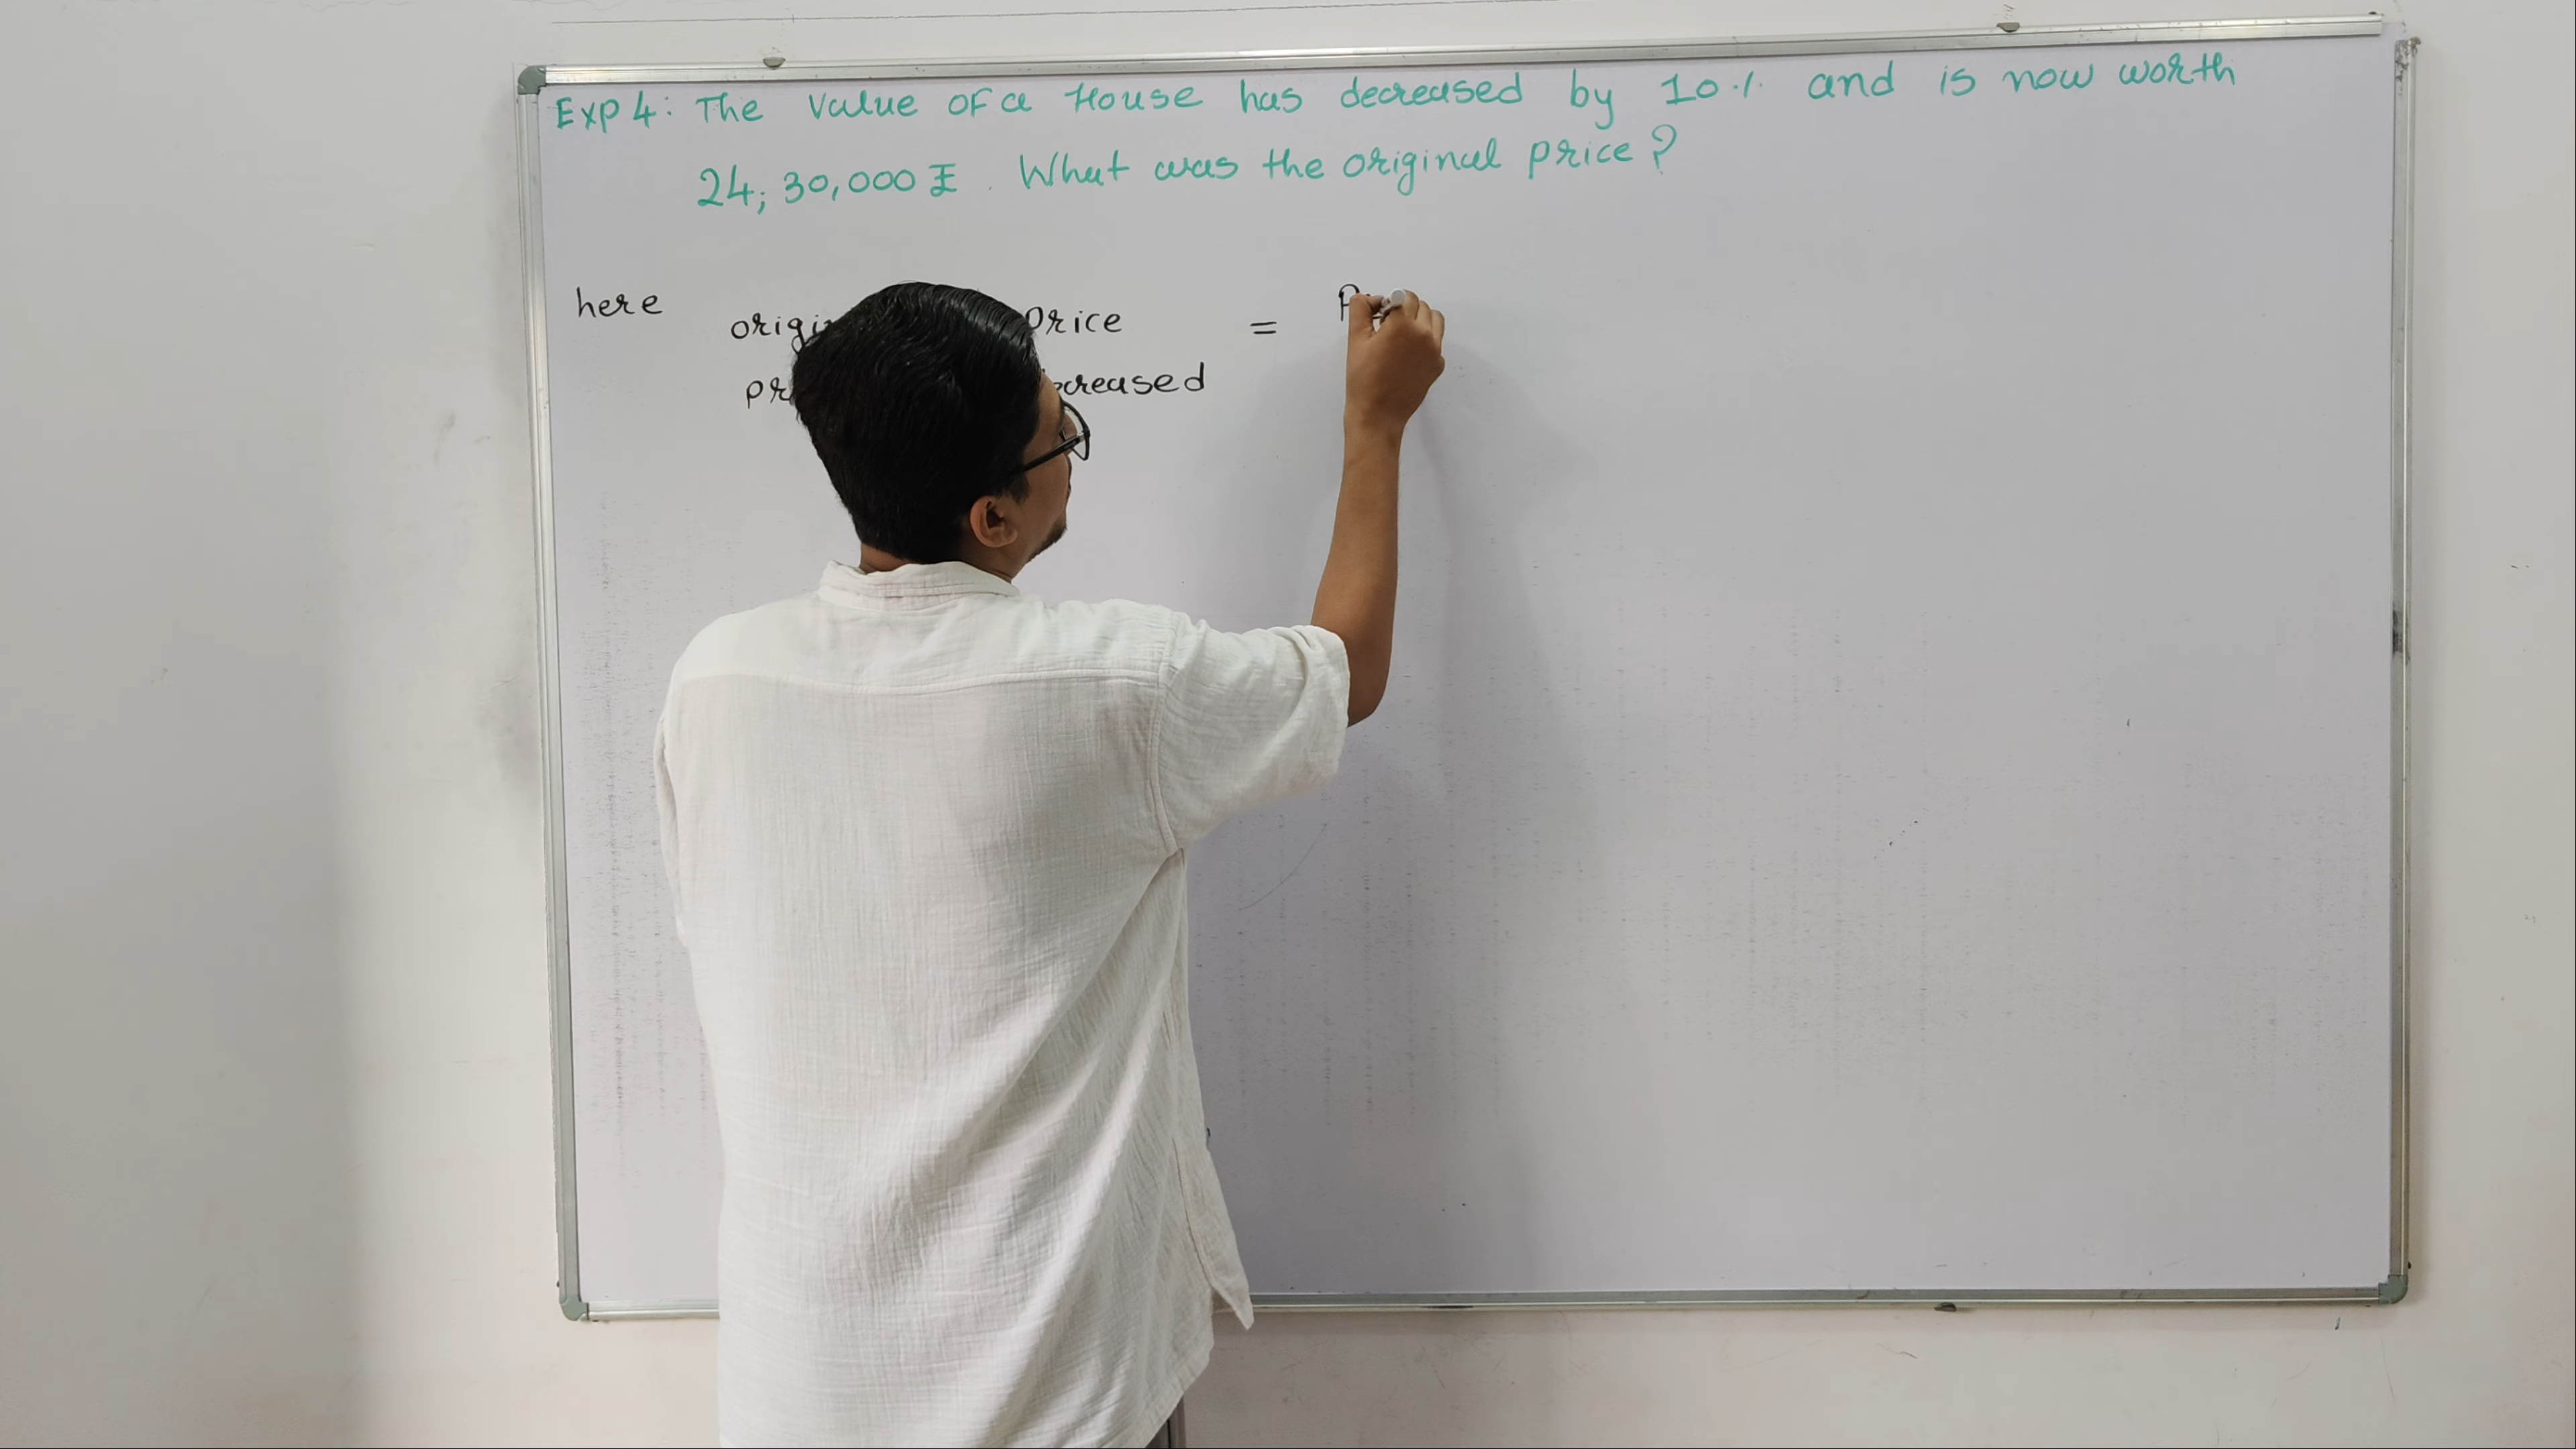 Exp 4: The value of a House has decreased by 10% and is now worth
24,30,000 ₹. What was the original price?
here
price =